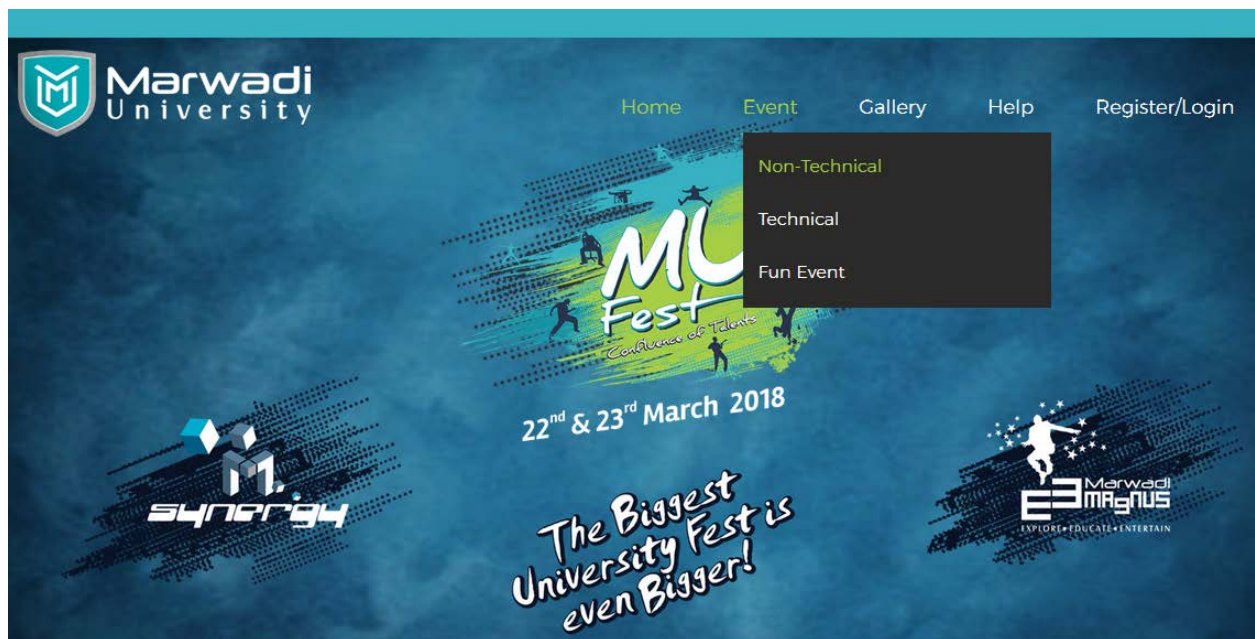 Marwadi
University
Home Event Gallery Help Register/Login
Non-Technical
Technical
Fun Event
MU
Fest
Confluence of Talents
22nd & 23rd March 2018
M.
synergy
Marwadi
Magnus
EXPLORE•EDUCATE•ENTERTAIN
The Biggest
University Fest is
even Bigger!